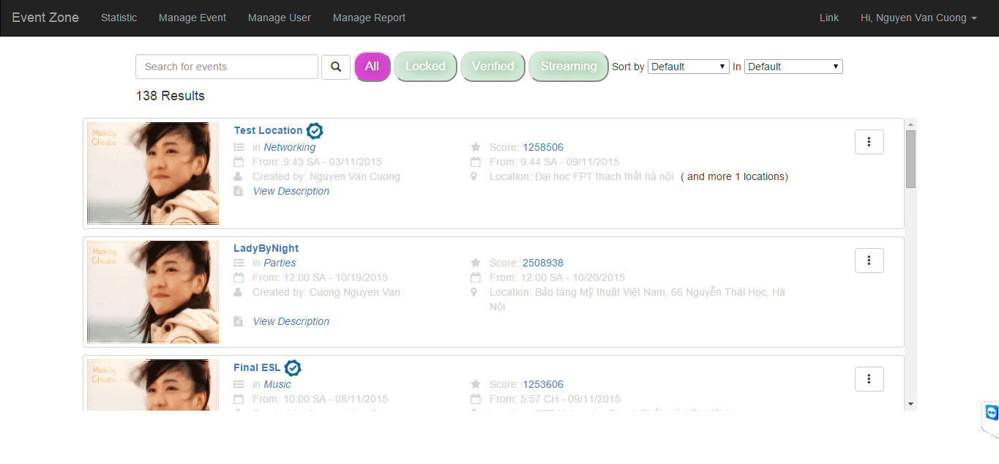 Event Zone Statistic Manage Event Manage User Manage Report Link Hi, Nguyen Van Cuong
Search for events All Locked Verified Streaming Sort by Default In Default
138 Results
Made by
Chcobo
Test Location
in Networking Score: 1258506
From: 9:43 SA - 03/11/2015 From: 9:44 SA - 09/11/2015
Created by: Nguyen Van Cuong Location: Đại học FPT thạch thất hà nội ( and more 1 locations)
View Description
Made by
Chcobo
LadyByNight
in Parties Score: 2508938
From: 12:00 SA - 10/19/2015 From: 12:00 SA - 10/20/2015
Created by: Cuong Nguyen Van Location: Bảo tàng Mỹ thuật Việt Nam, 66 Nguyễn Thái Học, Hà
Nội
View Description
Made by
Chcobo
Final ESL
in Music Score: 1253606
From: 10:00 SA - 08/11/2015 From: 5:57 CH - 09/11/2015